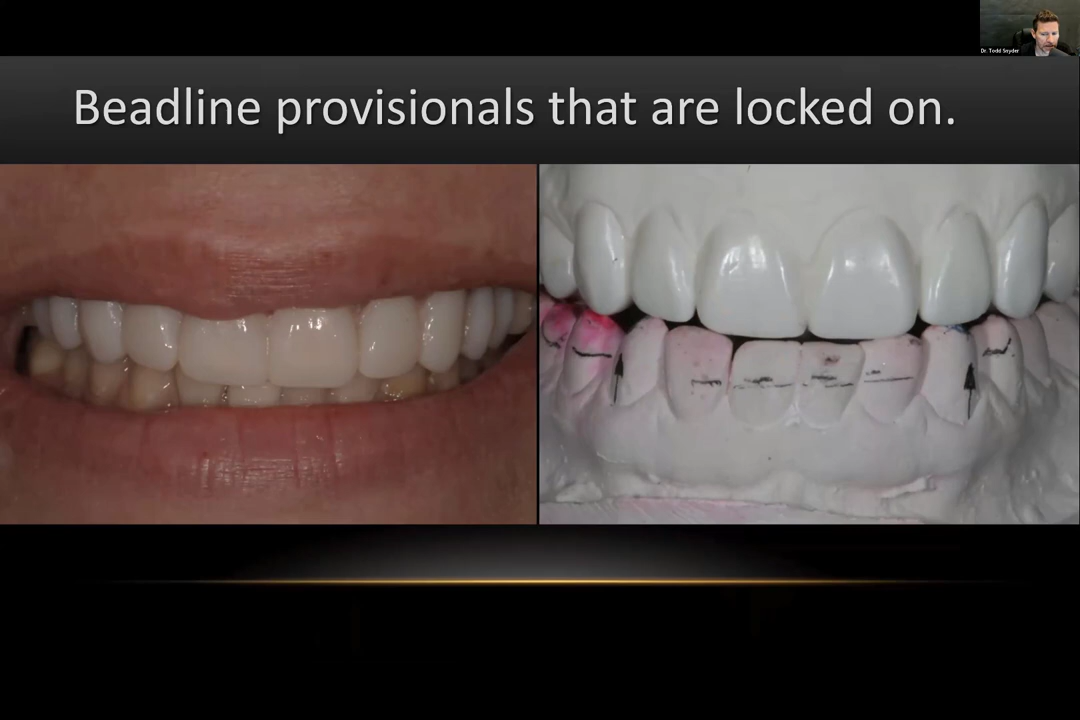 Dr. Todd Snyder
Beadline provisionals that are locked on.